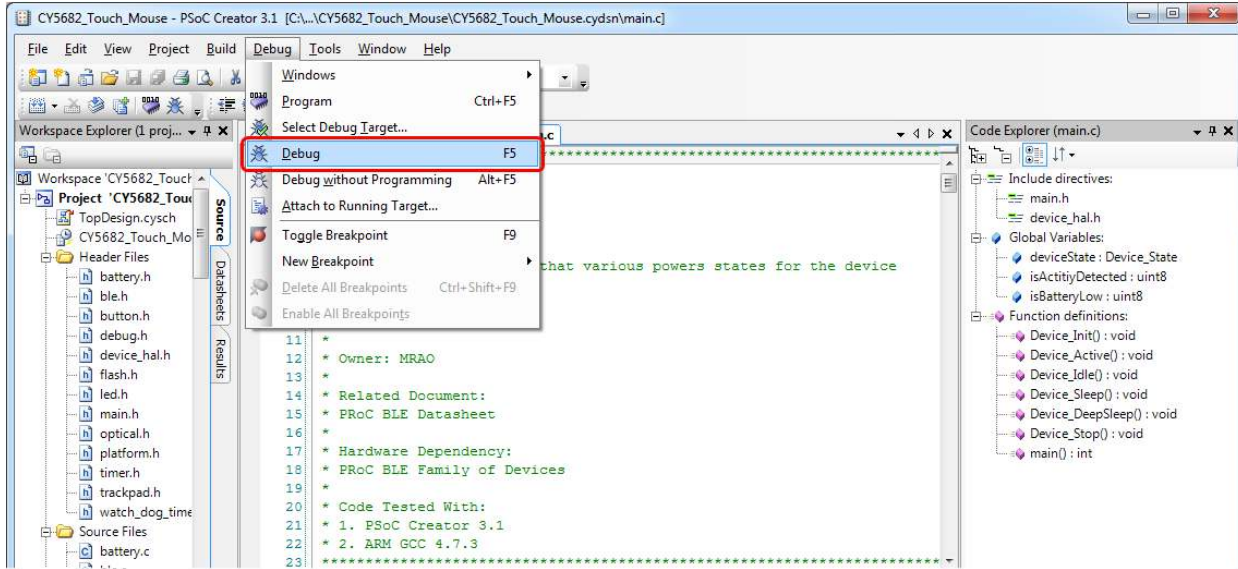 CY5682_Touch_Mouse - PSoC Creator 3.1 [C:\...\CY5682_Touch_Mouse\CY5682_Touch_Mouse.cydsn\main.c]
File Edit View Project Build Debug Tools Window Help
Windows
Program Ctrl+F5
Select Debug Target...
Debug F5
Debug without Programming Alt+F5
Attach to Running Target...
Toggle Breakpoint F9
New Breakpoint
Delete All Breakpoints Ctrl+Shift+F9
Enable All Breakpoints
Workspace Explorer (1 proj...
Workspace 'CY5682_Touch
Project 'CY5682_Touc
TopDesign.cysch
CY5682_Touch_Mo
Header Files
battery.h
ble.h
button.h
debug.h
device_hal.h
flash.h
led.h
main.h
optical.h
platform.h
timer.h
trackpad.h
watch_dog_time
Source Files
battery.c
Source
Datasheets
Results
.c
*****************************************
that various powers states for the device
11 *
12 * Owner: MRAO
13 *
14 * Related Document:
15 * PRoC BLE Datasheet
16 *
17 * Hardware Dependency:
18 * PRoC BLE Family of Devices
19 *
20 * Code Tested With:
21 * 1. PSoC Creator 3.1
22 * 2. ARM GCC 4.7.3
23 *****************************************************************
Code Explorer (main.c)
Include directives:
main.h
device_hal.h
Global Variables:
deviceState : Device_State
isActitiyDetected : uint8
isBatteryLow : uint8
Function definitions:
Device_Init() : void
Device_Active() : void
Device_Idle() : void
Device_Sleep() : void
Device_DeepSleep() : void
Device_Stop() : void
main() : int